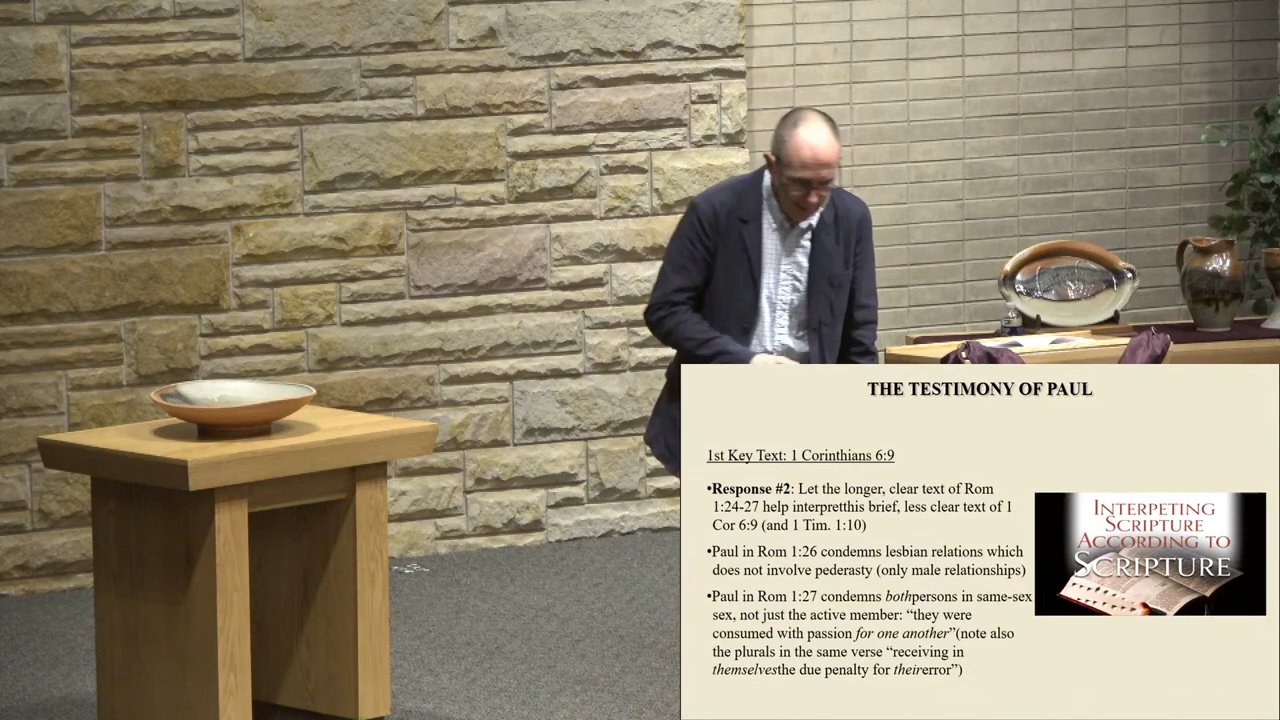 THE TESTIMONY OF PAUL
1st Key Text: 1 Corinthians 6:9
•Response #2: Let the longer, clear text of Rom
1:24-27 help interpretthis brief, less clear text of 1
Cor 6:9 (and 1 Tim. 1:10)
•Paul in Rom 1:26 condemns lesbian relations which
does not involve pederasty (only male relationships)
•Paul in Rom 1:27 condemns bothpersons in same-sex
sex, not just the active member: “they were
consumed with passion for one another”(note also
the plurals in the same verse “receiving in
themselvesthe due penalty for theirerror”)
INTERPETING
SCRIPTURE
ACCORDING TO
SCRIPTURE